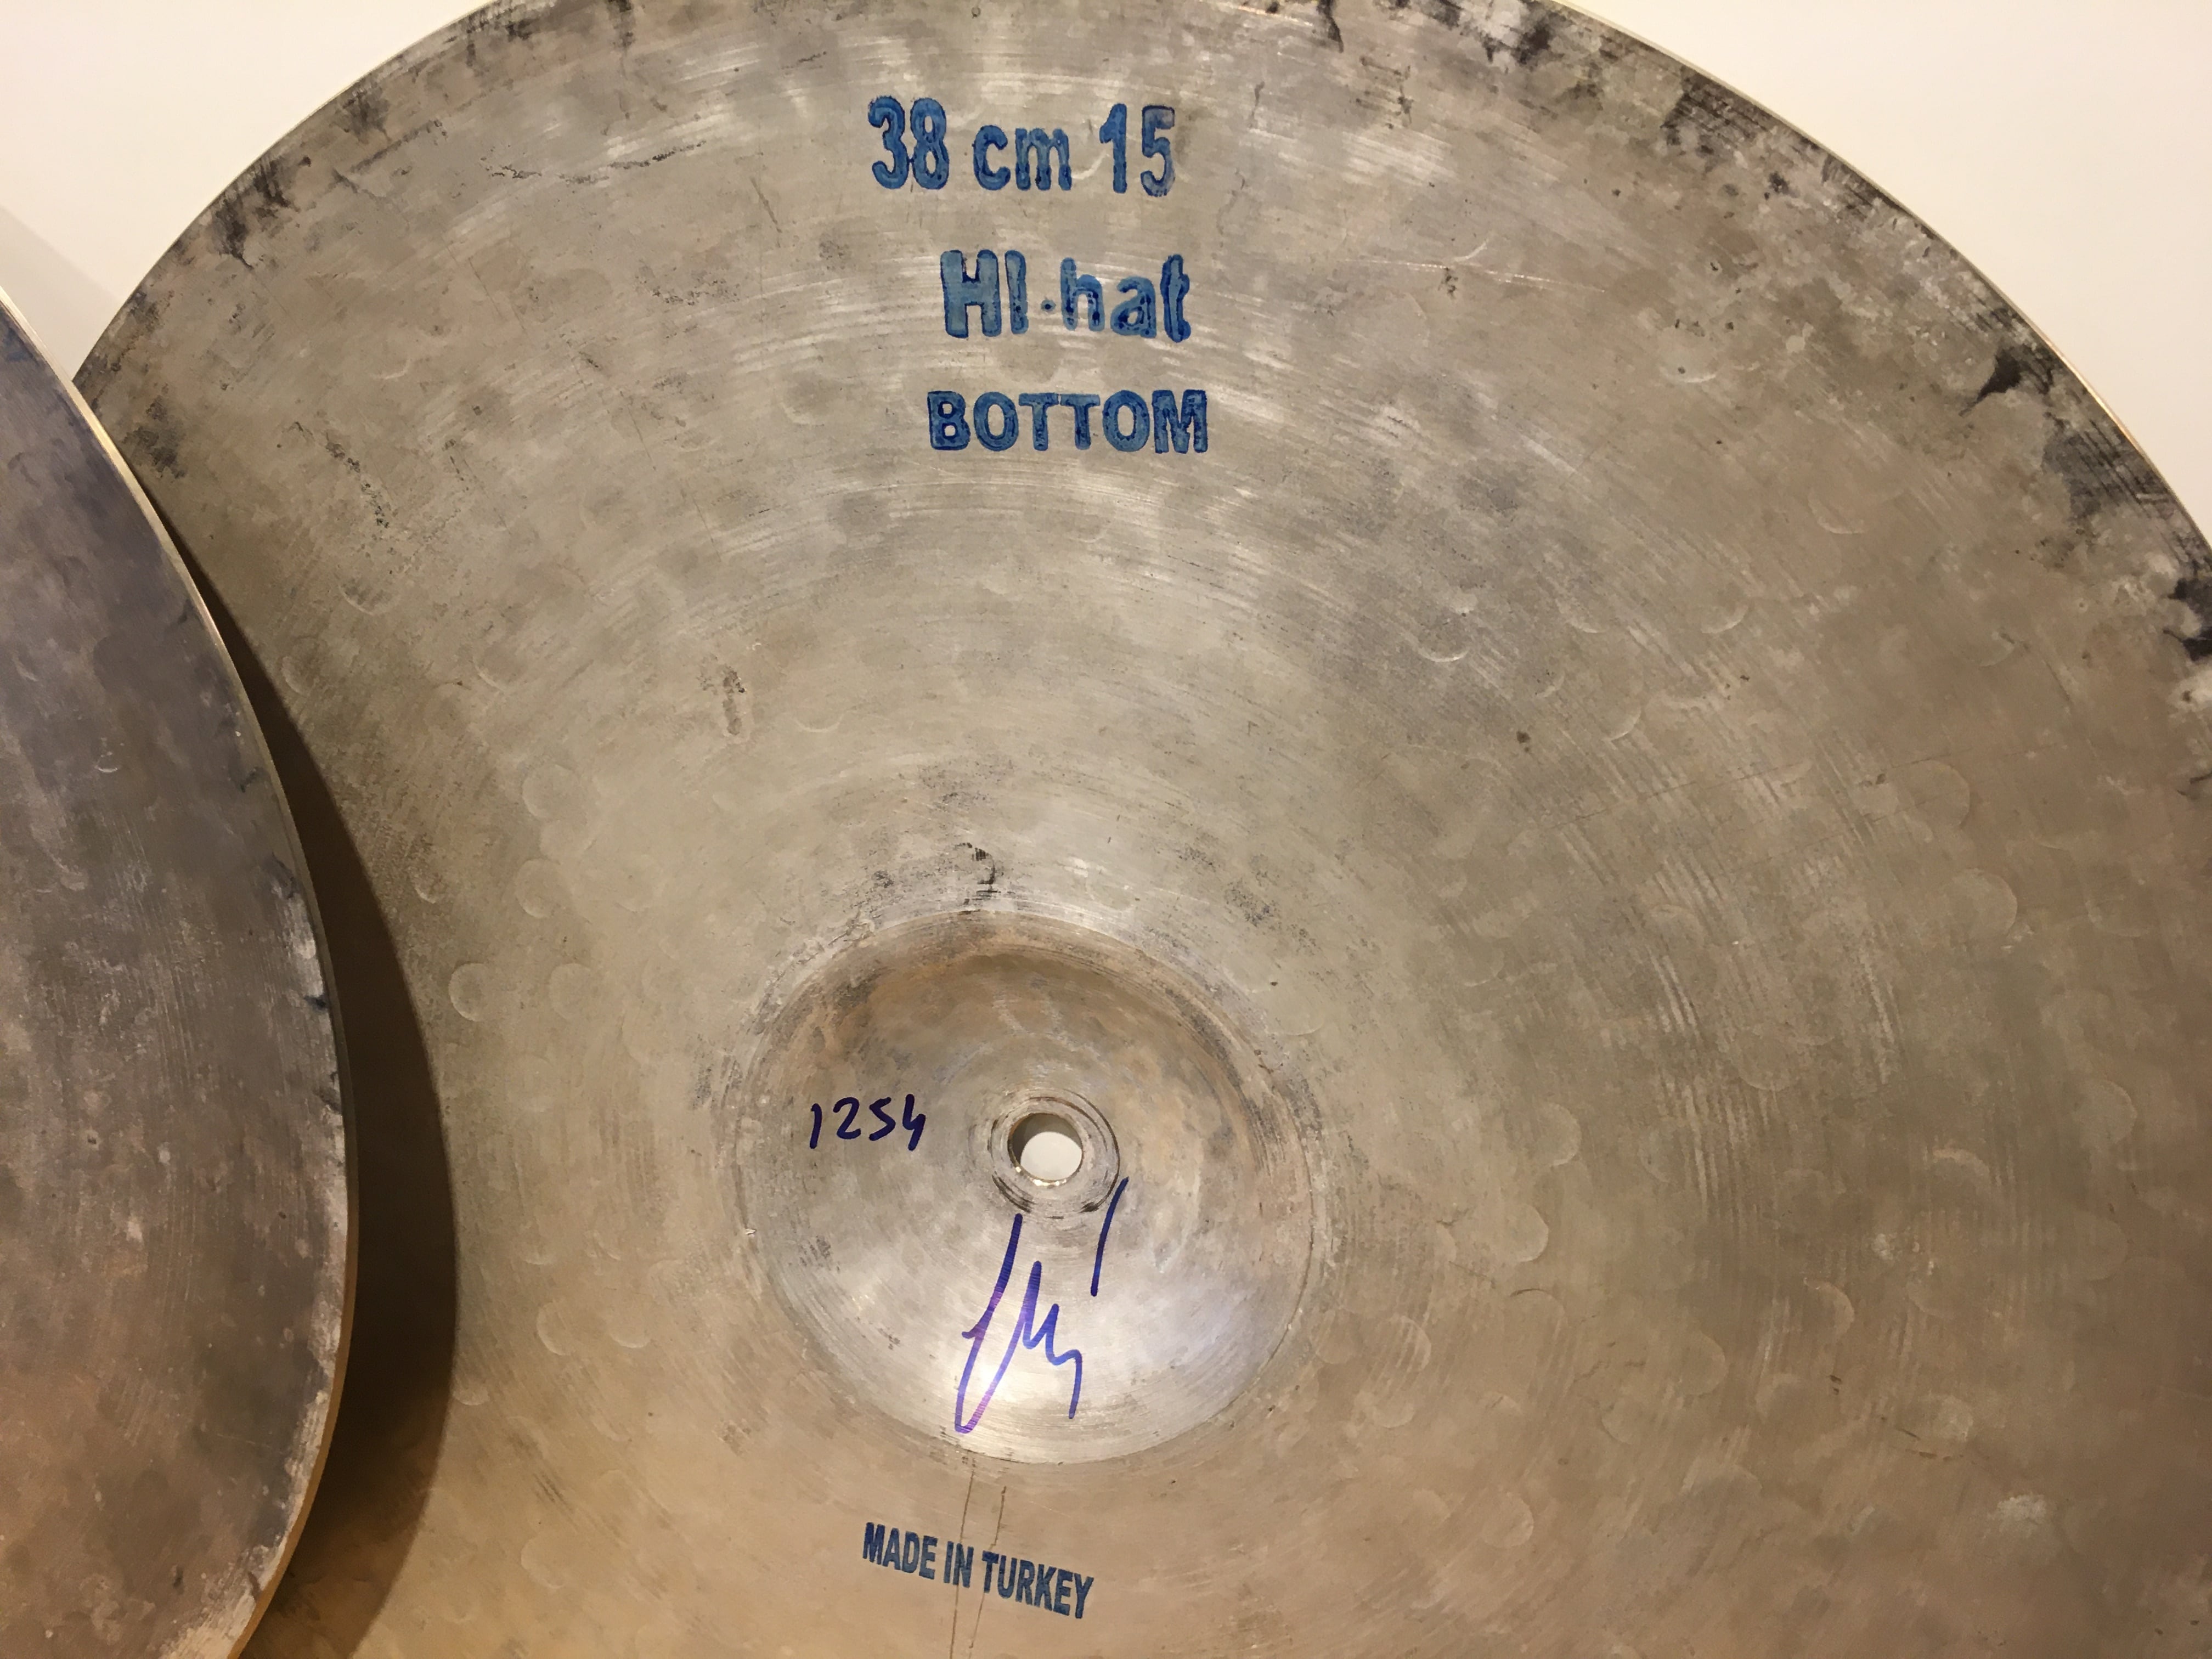 38 cm 15
HI-hat
BOTTOM
1254
MADE IN TURKEY